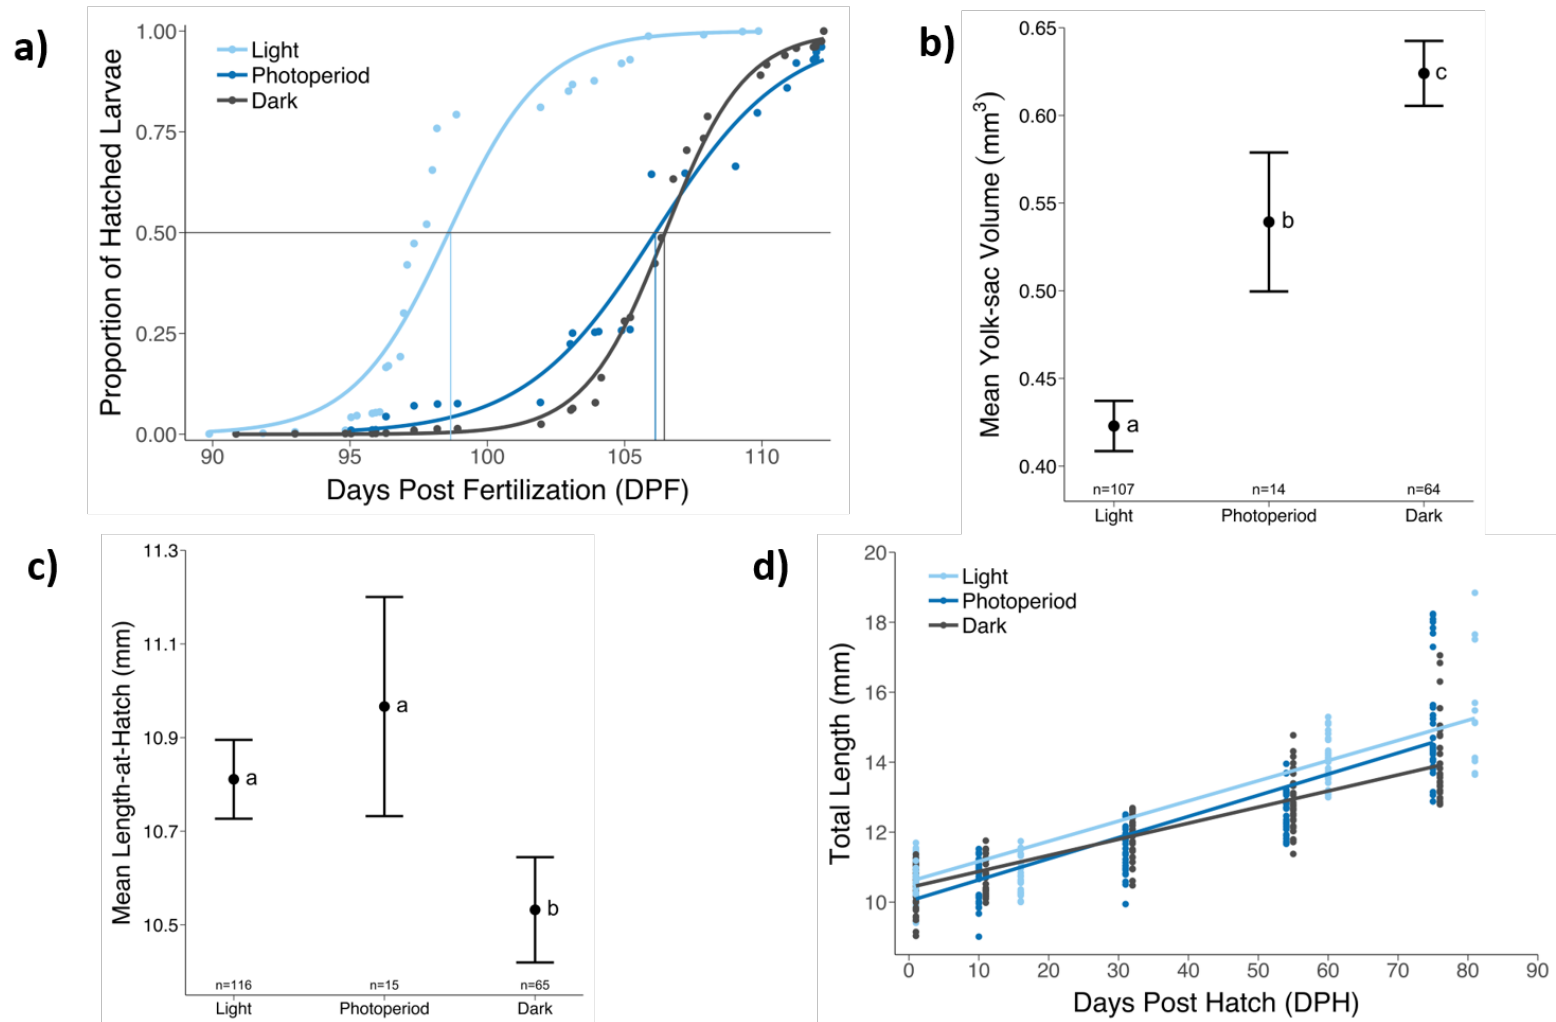 a)
Proportion of Hatched Larvae
1.00
0.75
0.50
0.25
0.00
Light
Photoperiod
Dark
90 95 100 105 110
Days Post Fertilization (DPF)
b)
Mean Yolk-sac Volume (mm³)
0.65
0.60
0.55
0.50
0.45
0.40
c
b
a
n=107 n=14 n=64
Light Photoperiod Dark
c)
Mean Length-at-Hatch (mm)
11.3
11.1
10.9
10.7
10.5
a
a
b
n=116 n=15 n=65
Light Photoperiod Dark
d)
Total Length (mm)
20
18
16
14
12
10
Light
Photoperiod
Dark
0 10 20 30 40 50 60 70 80 90
Days Post Hatch (DPH)